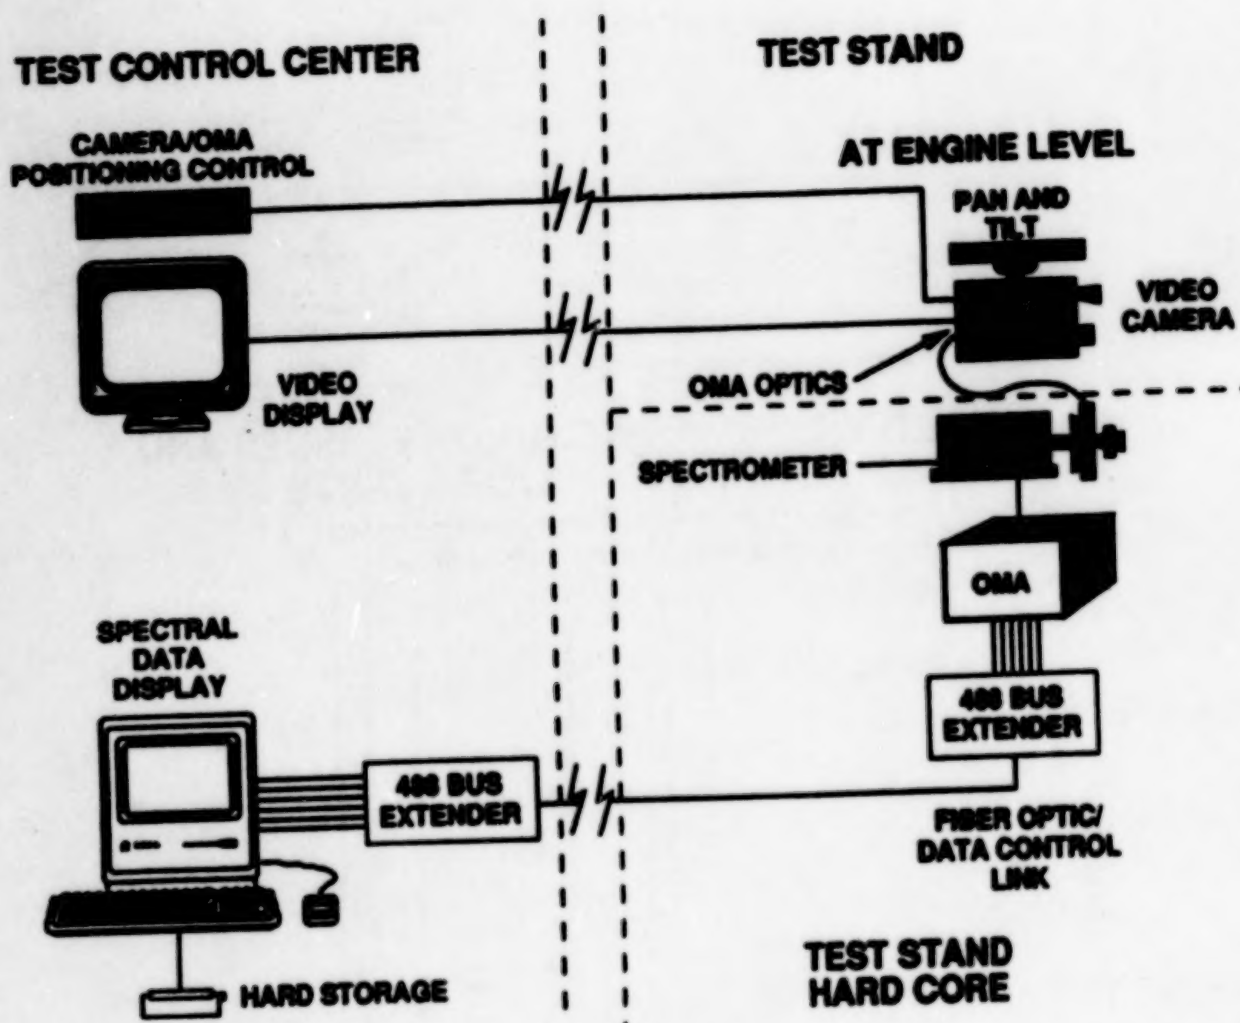 TEST CONTROL CENTER
TEST STAND
CAMERA/OMA
POSITIONING CONTROL
AT ENGINE LEVEL
PAN AND
TILT
VIDEO
CAMERA
VIDEO
DISPLAY
OMA OPTICS
SPECTROMETER
OMA
SPECTRAL
DATA
DISPLAY
488 BUS
EXTENDER
488 BUS
EXTENDER
FIBER OPTIC/
DATA CONTROL
LINK
HARD STORAGE
TEST STAND
HARD CORE